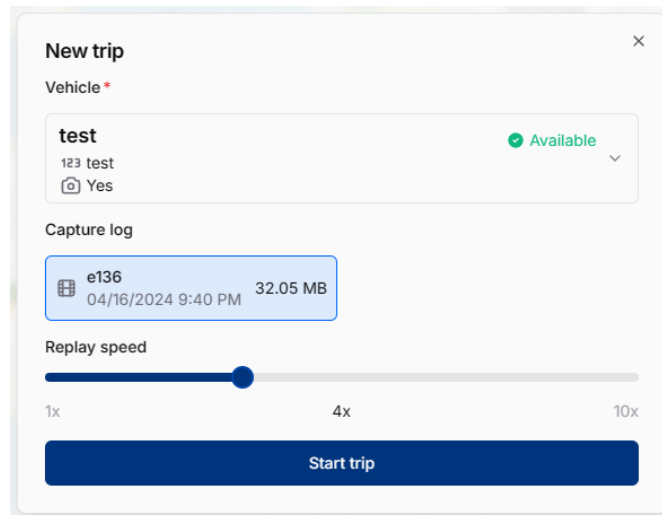 New trip
Vehicle *
test
Available
123 test
Yes
Capture log
e136
04/16/2024 9:40 PM
32.05 MB
Replay speed
1x 4x 10x
Start trip